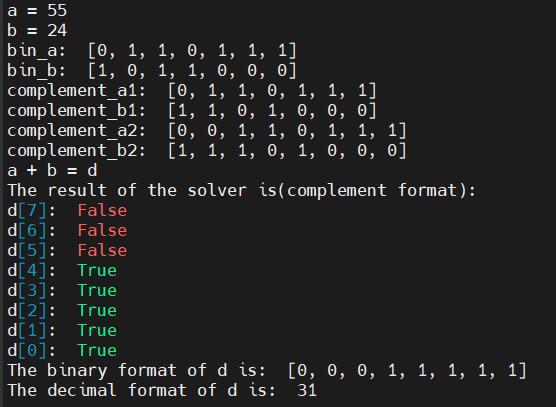 a = 55
b = 24
bin_a:  [0, 1, 1, 0, 1, 1, 1]
bin_b:  [1, 0, 1, 1, 0, 0, 0]
complement_a1:  [0, 1, 1, 0, 1, 1, 1]
complement_b1:  [1, 1, 0, 1, 0, 0, 0]
complement_a2:  [0, 0, 1, 1, 0, 1, 1, 1]
complement_b2:  [1, 1, 1, 0, 1, 0, 0, 0]
a + b = d
The result of the solver is(complement format):
d[7]:  False
d[6]:  False
d[5]:  False
d[4]:  True
d[3]:  True
d[2]:  True
d[1]:  True
d[0]:  True
The binary format of d is:  [0, 0, 0, 1, 1, 1, 1, 1]
The decimal format of d is:  31